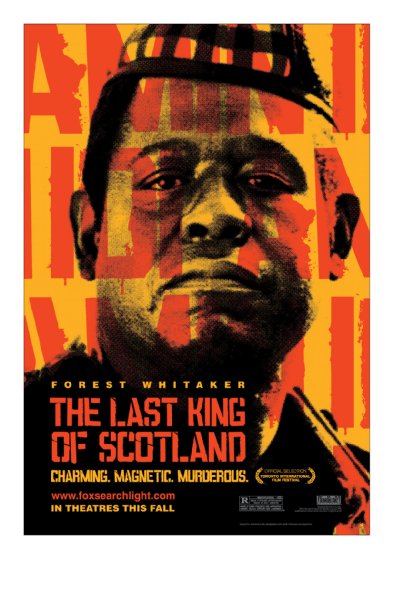 FOREST WHITAKER
THE LAST KING
OF SCOTLAND
CHARMING. MAGNETIC. MURDEROUS.
OFFICIAL SELECTION
TORONTO INTERNATIONAL
FILM FESTIVAL
www.foxsearchlight.com
IN THEATRES THIS FALL
R